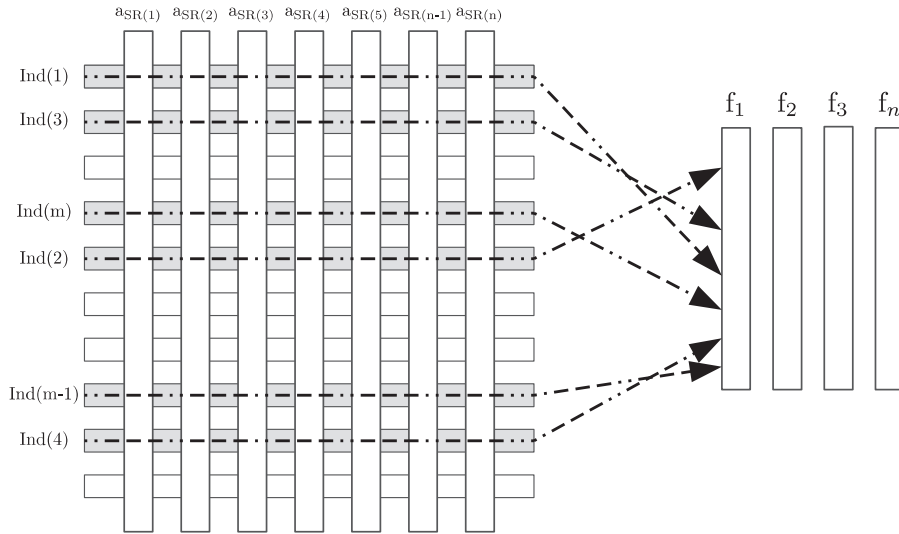 aSR(1) aSR(2) aSR(3) aSR(4) aSR(5) aSR(n-1) aSR(n)
Ind(1)
Ind(3)
Ind(m)
Ind(2)
Ind(m-1)
Ind(4)
f1 f2 f3 fn